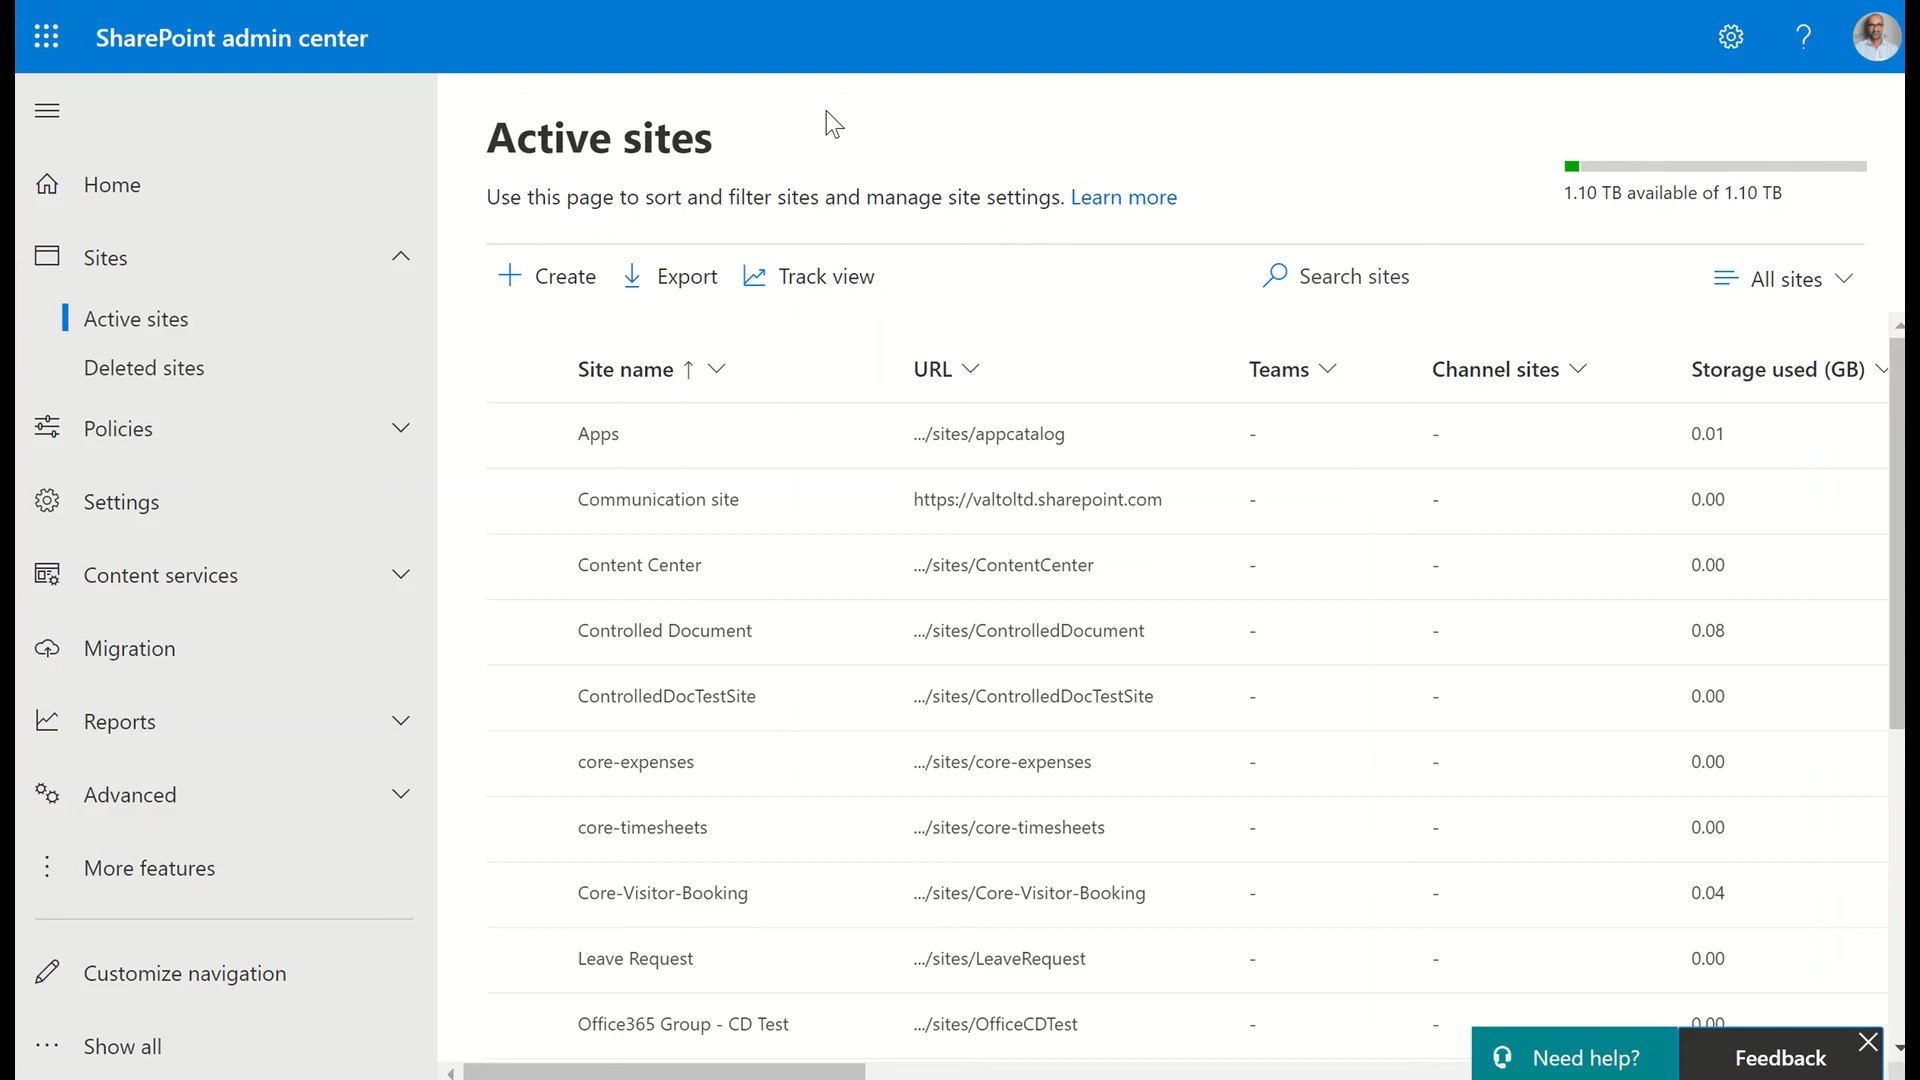 SharePoint admin center
Home
Sites
Active sites
Deleted sites
Policies
Settings
Content services
Migration
Reports
Advanced
More features
Customize navigation
Show all
Active sites
Use this page to sort and filter sites and manage site settings. Learn more
1.10 TB available of 1.10 TB
Create Export Track view Search sites All sites
Site name ↑ URL Teams Channel sites Storage used (GB)
Apps .../sites/appcatalog - - 0.01
Communication site https://valtoltd.sharepoint.com - - 0.00
Content Center .../sites/ContentCenter - - 0.00
Controlled Document .../sites/ControlledDocument - - 0.08
ControlledDocTestSite .../sites/ControlledDocTestSite - - 0.00
core-expenses .../sites/core-expenses - - 0.00
core-timesheets .../sites/core-timesheets - - 0.00
Core-Visitor-Booking .../sites/Core-Visitor-Booking - - 0.04
Leave Request .../sites/LeaveRequest - - 0.00
Office365 Group - CD Test .../sites/OfficeCDTest - - 0.00
Need help? Feedback